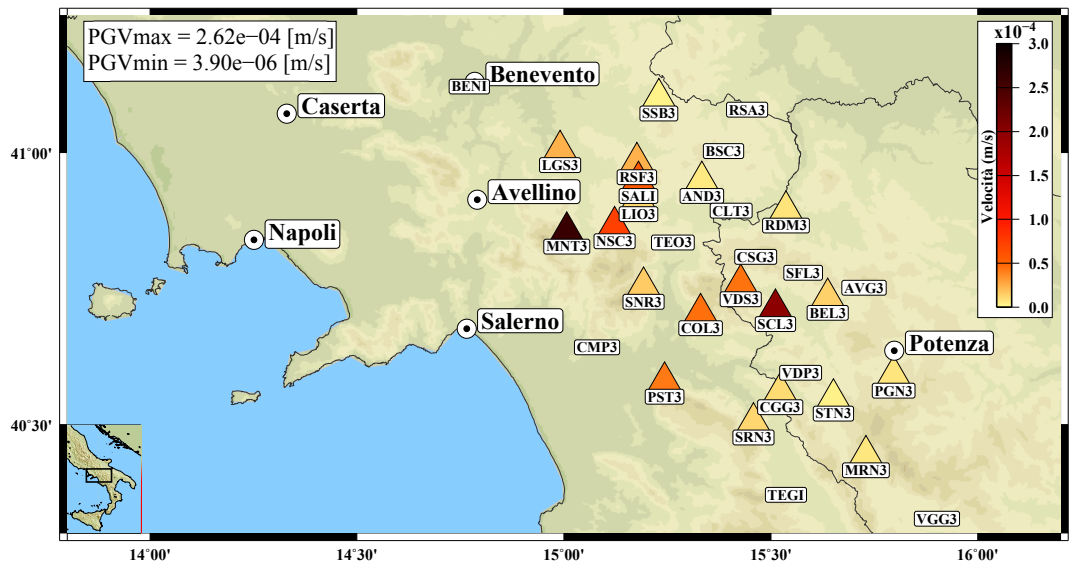 PGVmax = 2.62e−04 [m/s]
PGVmin = 3.90e−06 [m/s]
x10⁻⁴
3.0
2.0
1.5
1.0
0.5
0.0
Velocità (m/s)
Benevento
BENI
Caserta
SSB3
RSA3
41°00'
LGS3
RSF3
BSC3
Avellino
SALI
AND3
LIO3
CLT3
RDM3
Napoli
MNT3
NSC3
TEO3
CSG3
SFL3
AVG3
SNR3
VDS3
BEL3
Salerno
COL3
SCL3
CMP3
Potenza
VDP3
PST3
CGG3
STN3
PGN3
40°30'
SRN3
MRN3
TEGI
VGG3
14°00'
14°30'
15°00'
15°30'
16°00'